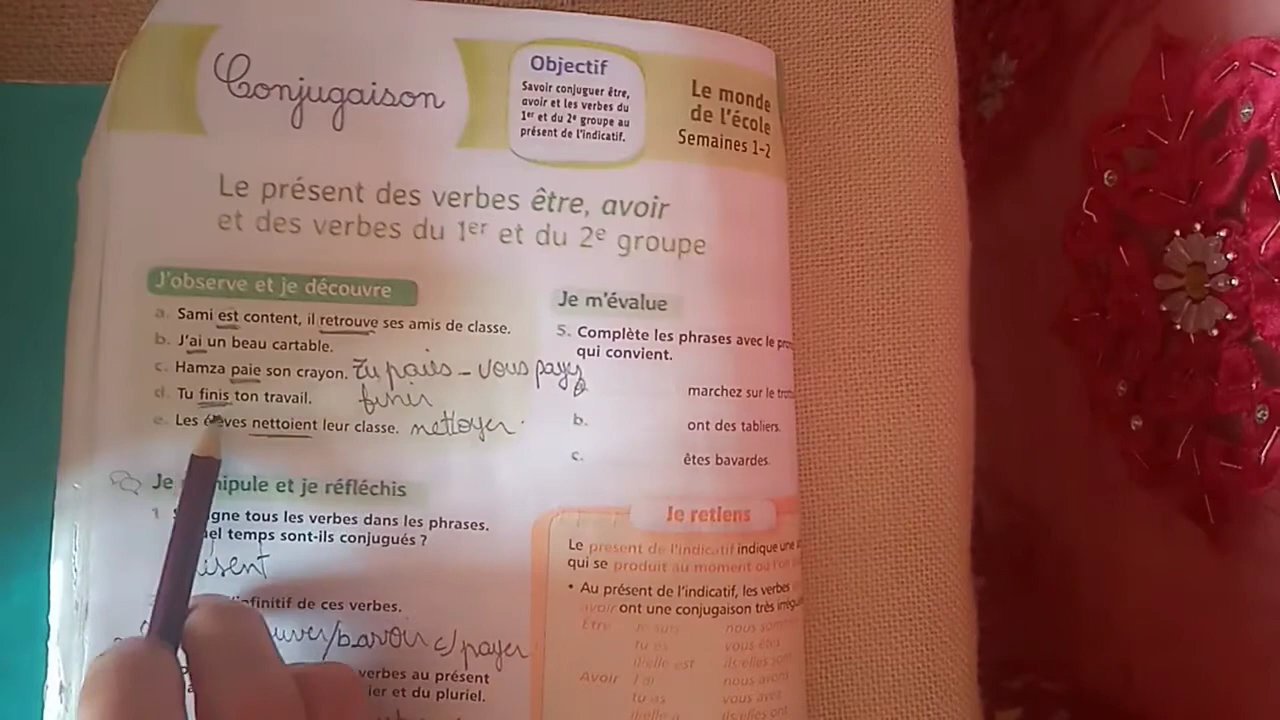 Conjugaison
Objectif
Savoir conjuguer être,
avoir et les verbes du
1er et du 2e groupe au
présent de l'indicatif.
Le monde
de l'école
Semaines 1-2
Le présent des verbes être, avoir
et des verbes du 1er et du 2e groupe
J'observe et je découvre
a. Sami est content, il retrouve ses amis de classe.
b. J'ai un beau cartable.
c. Hamza paie son crayon. Tu paies - vous payez
d. Tu finis ton travail. finir
e. Les élèves nettoient leur classe. nettoyer
Je et je réfléchis
1. tous les verbes dans les phrases.
temps sont-ils conjugués ?
de ces verbes.
b avoir c/payer
verbes au présent
et du pluriel.
Je m'évalue
5. Complète les phrases avec le
qui convient.
marchez sur le
b. ont des tabliers.
c. êtes bavardes.
Je retiens
Le présent de l'indicatif indique une
qui se produit au moment où l'on
• Au présent de l'indicatif, les verbes
avoir ont une conjugaison très
Être Je suis nous
tu es vous êtes
il/elle est ils/elles
Avoir J'ai nous
tu as vous avez
il/elle a ils/elles ont